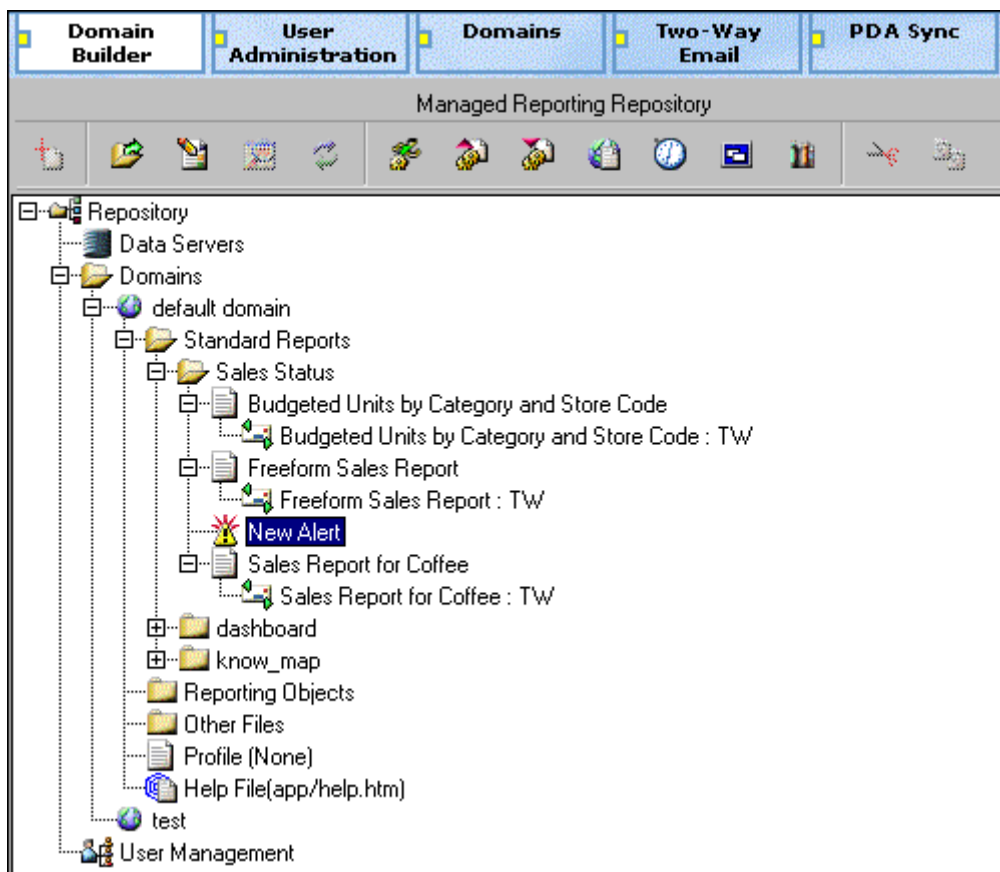 Domain Builder
User Administration
Domains
Two-Way Email
PDA Sync
Managed Reporting Repository
Repository
Data Servers
Domains
default domain
Standard Reports
Sales Status
Budgeted Units by Category and Store Code
Budgeted Units by Category and Store Code : TW
Freeform Sales Report
Freeform Sales Report : TW
New Alert
Sales Report for Coffee
Sales Report for Coffee : TW
dashboard
know_map
Reporting Objects
Other Files
Profile (None)
Help File(app/help.htm)
test
User Management